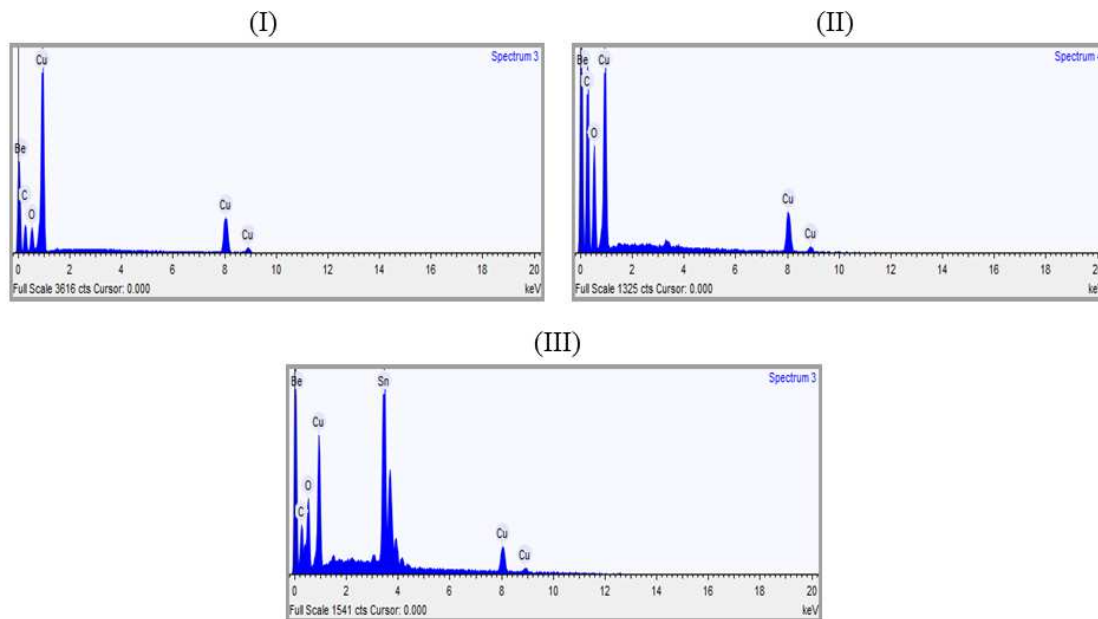 (I)
(II)
Spectrum 3
Cu
Be
C
O
Cu
Cu
0 2 4 6 8 10 12 14 16 18 20
Full Scale 3616 cts Cursor: 0.000 keV
Spectrum
Be
Cu
C
O
Cu
Cu
0 2 4 6 8 10 12 14 16 18 20
Full Scale 1325 cts Cursor: 0.000
(III)
Spectrum 3
Be
Sn
Cu
O
C
Cu
Cu
0 2 4 6 8 10 12 14 16 18 20
Full Scale 1541 cts Cursor: 0.000 keV